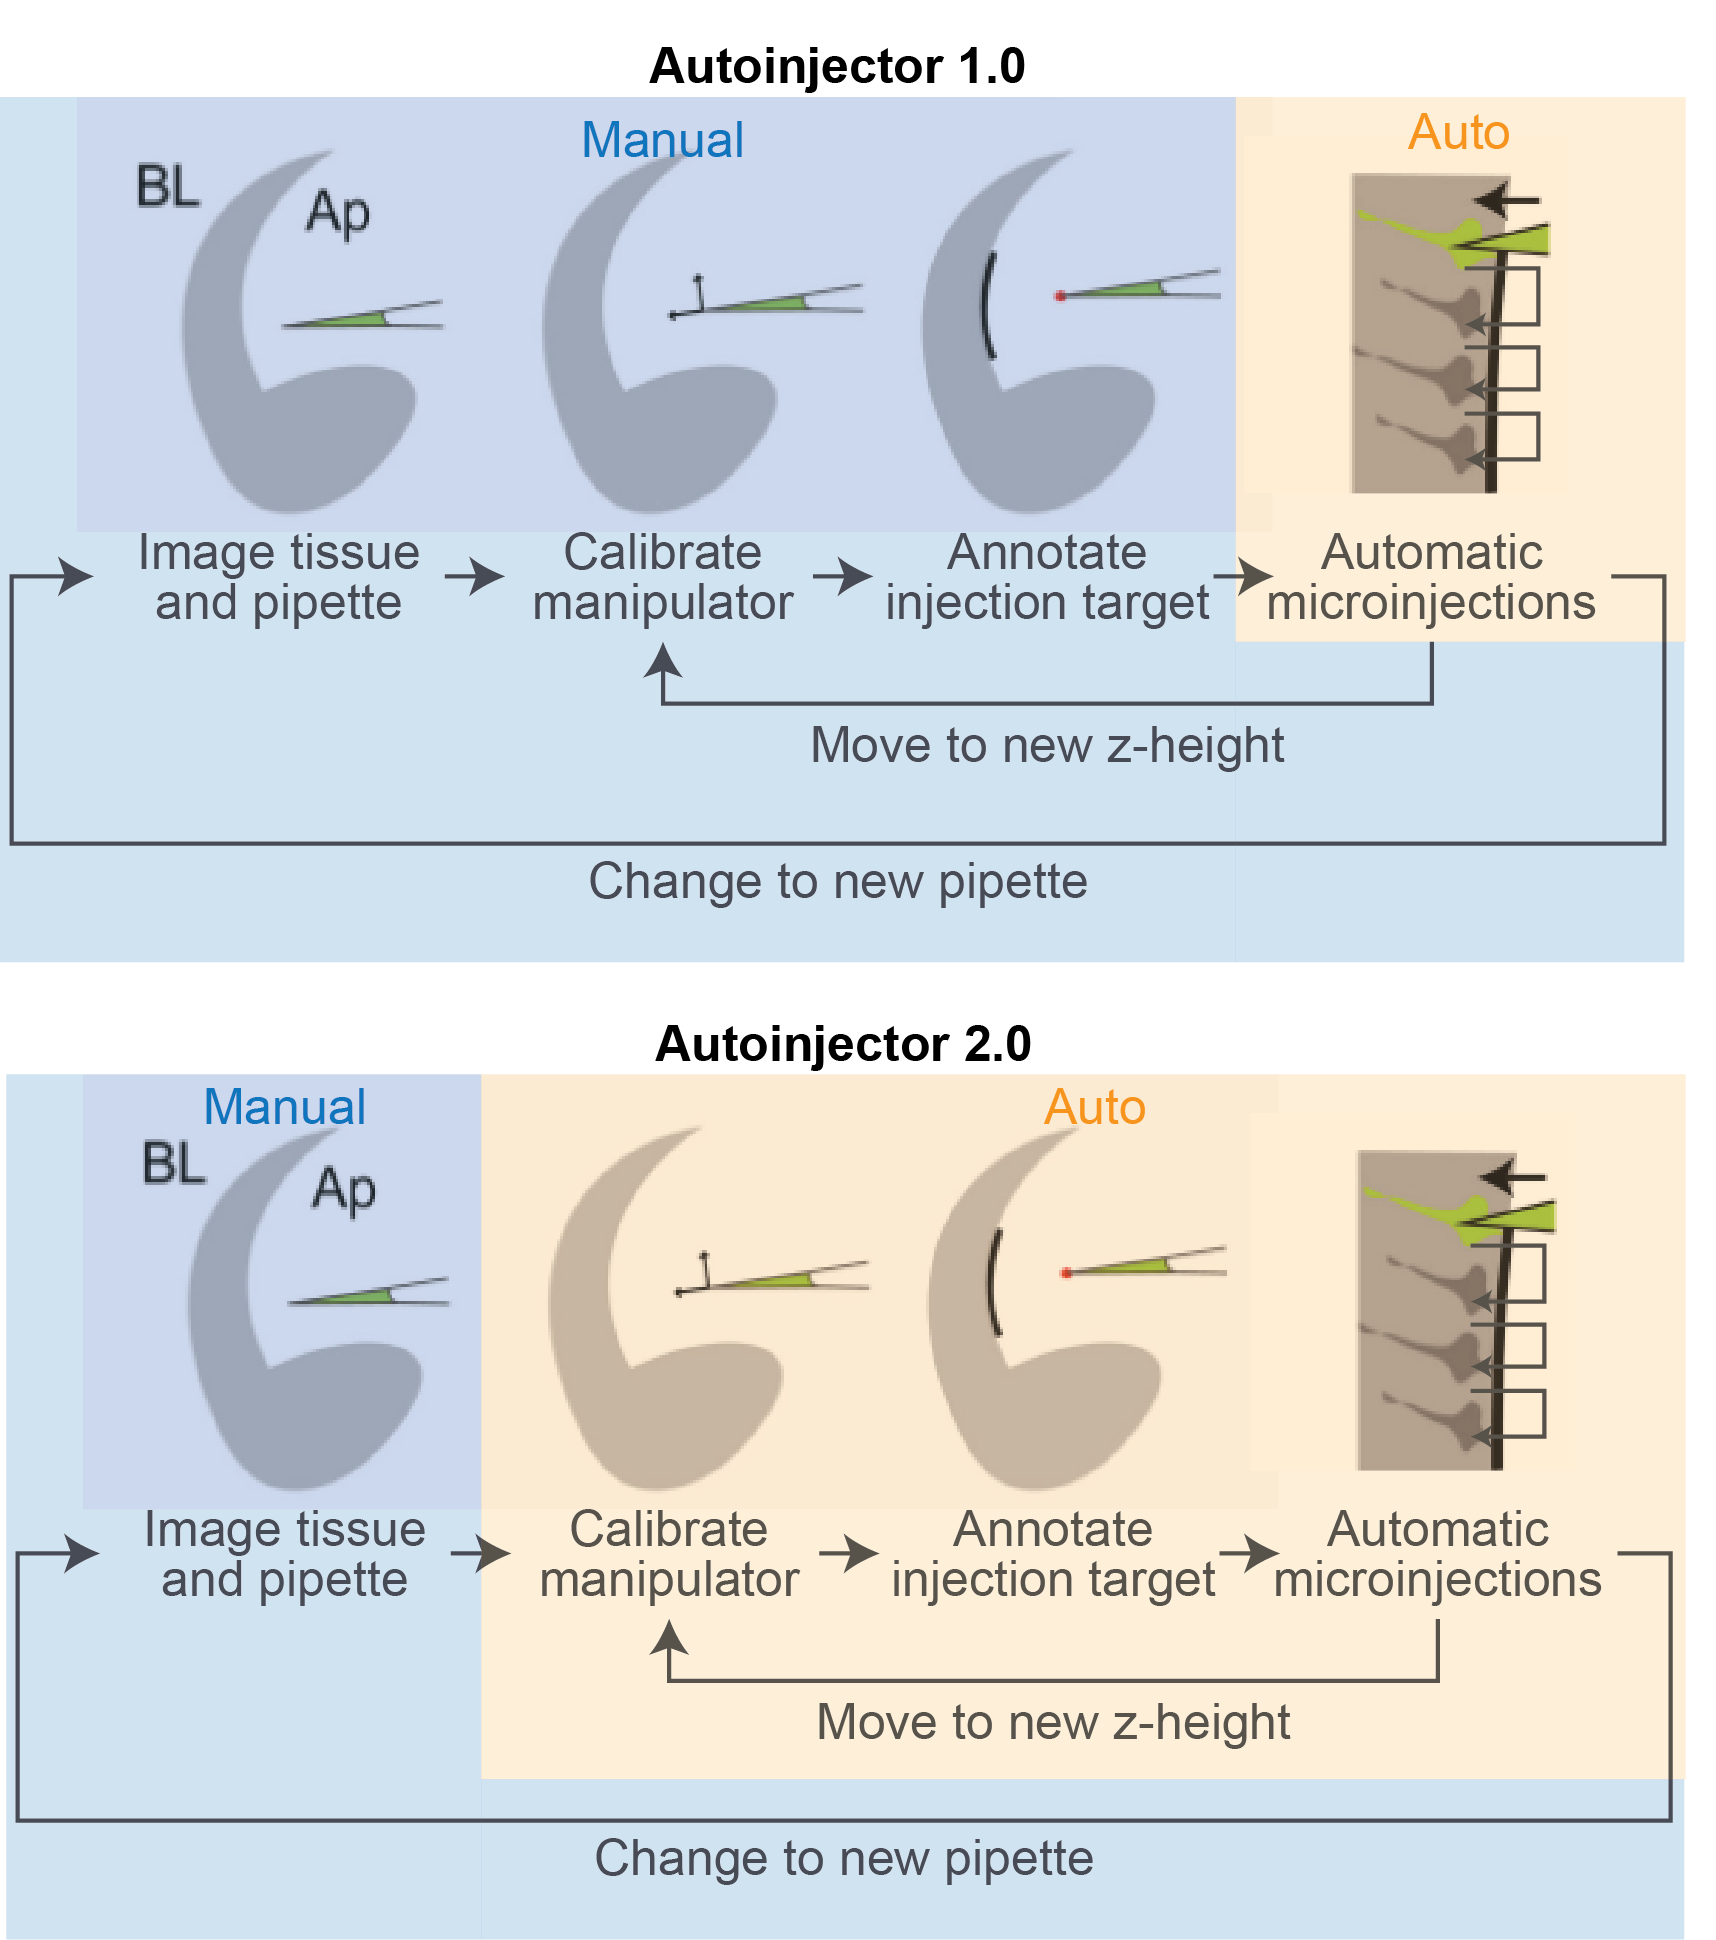 Autoinjector 1.0
Manual
Auto
BL
Ap
Image tissue
and pipette
Calibrate
manipulator
Annotate
injection target
Automatic
microinjections
Move to new z-height
Change to new pipette
Autoinjector 2.0
Manual
Auto
BL
Ap
Image tissue
and pipette
Calibrate
manipulator
Annotate
injection target
Automatic
microinjections
Move to new z-height
Change to new pipette